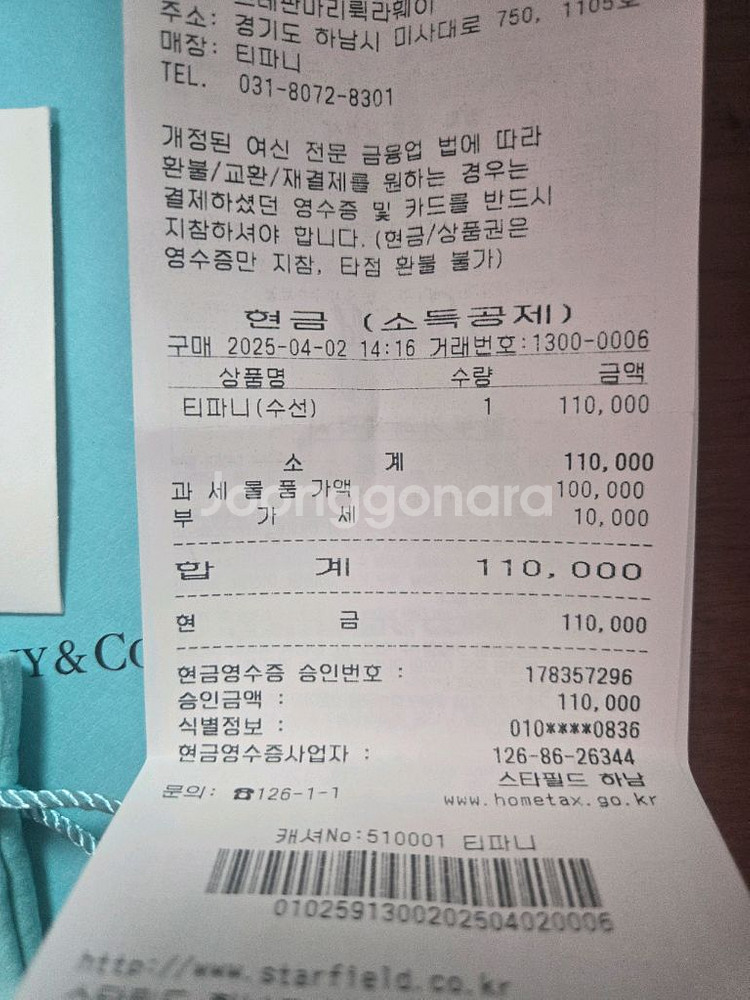 주소: 경기도 하남시 미사대로 750, 1105호
매장: 티파니
TEL. 031-8072-8301
개정된 여신 전문 금융업 법에 따라
환불/교환/재결제를 원하는 경우는
결제하셨던 영수증 및 카드를 반드시
지참하셔야 합니다.(현금/상품권은
영수증만 지참, 타점 환불 불가)
현금 (소득공제)
구매 2025-04-02 14:16 거래번호:1300-0006
상품명 수량 금액
티파니(수선) 1 110,000
소 계 110,000
과 세 물 품 가액 100,000
부 가 세 10,000
합 계 110,000
현 금 110,000
현금영수증 승인번호 : 178357296
승인금액 : 110,000
식별정보 : 010****0836
현금영수증사업자 : 126-86-26344
스타필드 하남
문의: ☎126-1-1 www.hometax.go.kr
캐셔No:510001 티파니
01025913002025040200​06
http://www.starfield.co.kr
Y & CO
Joonggonara